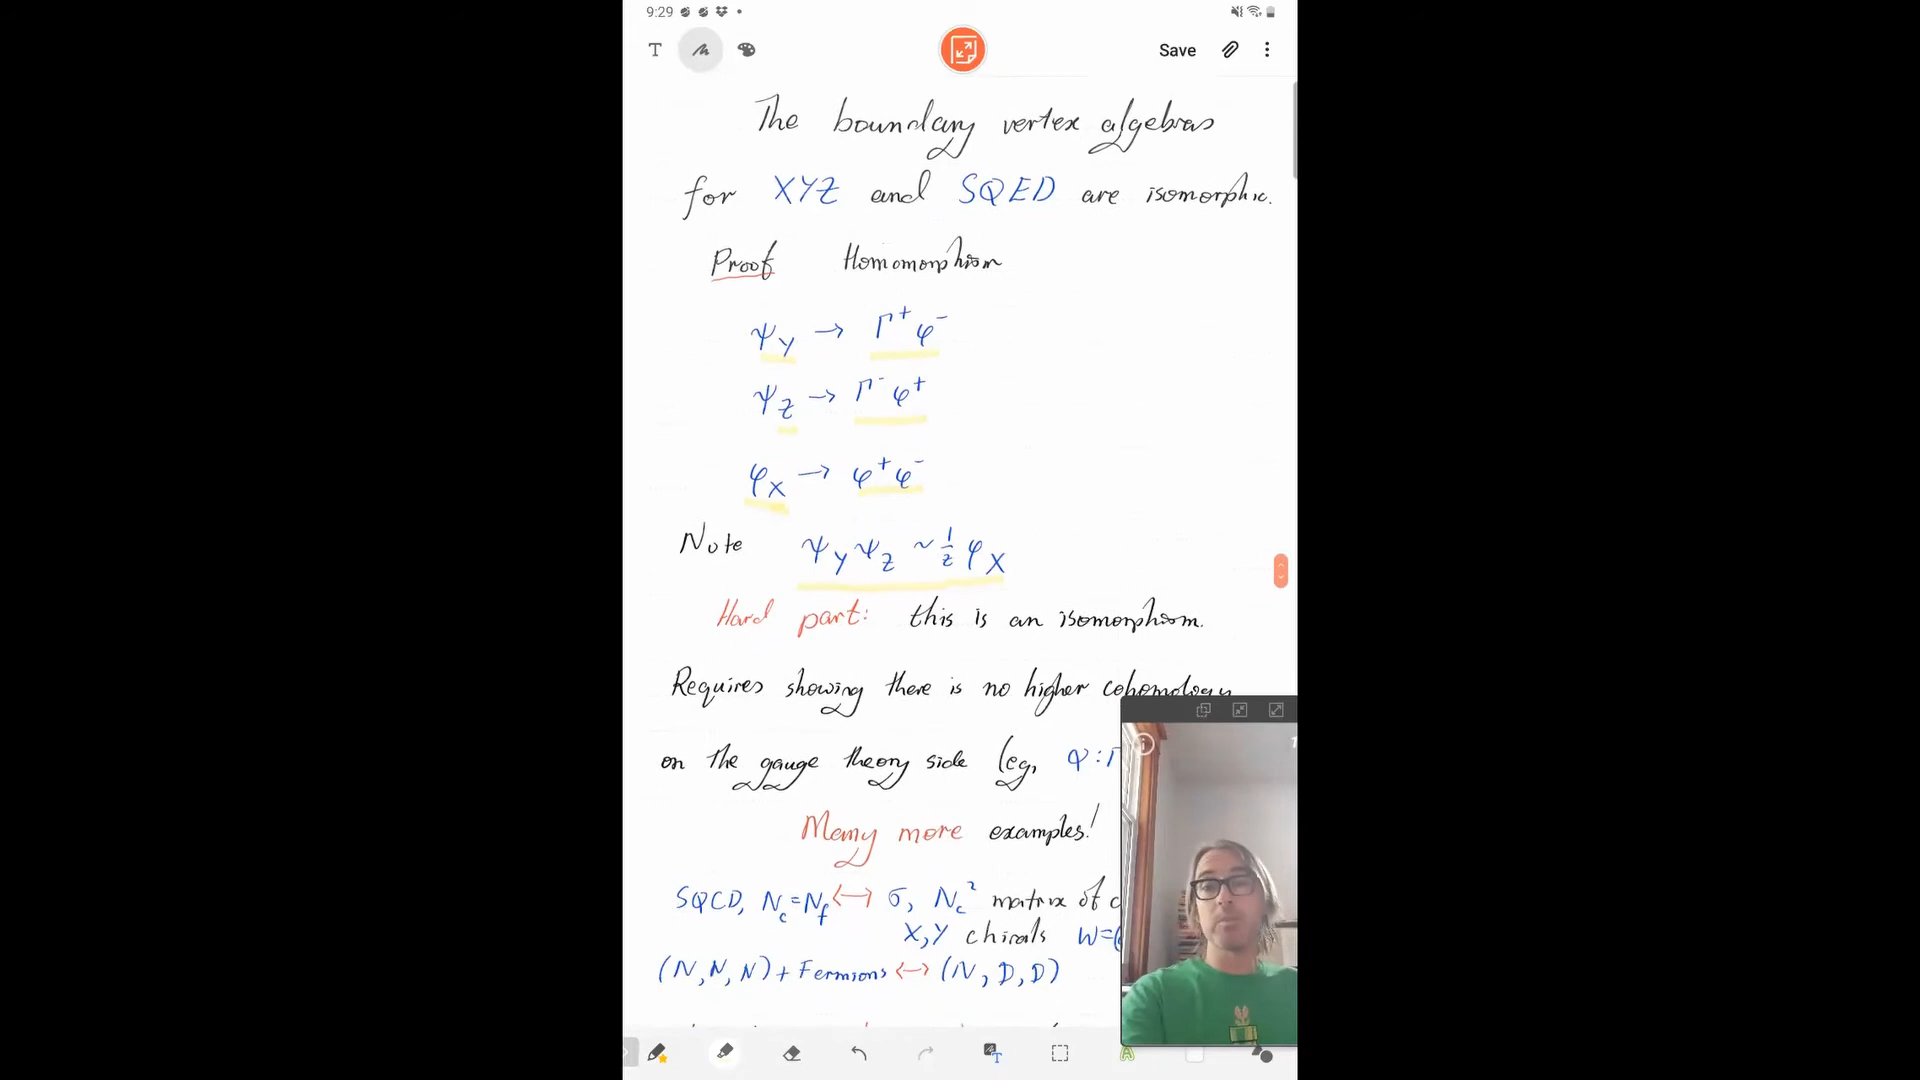 9:29
T
Save
The boundary vertex algebras
for XYZ and SQED are isomorphic.
Proof Homomorphism
ψ_Y → Γ⁺φ⁻
ψ_Z → Γ⁻φ⁺
φ_X → φ⁺φ⁻
Note ψ_Y ψ_Z ~ 1/z φ_X
Hard part: this is an isomorphism.
Requires showing there is no higher cohomology
on the gauge theory side (eg, Q:Γ
Many more examples!
SQCD, N_c=N_f ↔ σ, N_c² matrix of c
X,Y chirals W=(
(N, N, N) + Fermions ↔ (N, D, D)